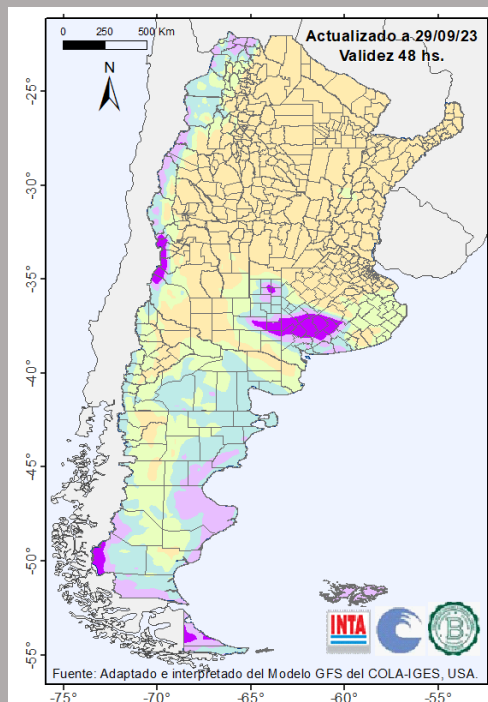 0 250 500 Km
Actualizado a 29/09/23
Validez 48 hs.
N
-25°
-30°
-35°
-40°
-45°
-50°
-55°
INTA
B
Fuente: Adaptado e interpretado del Modelo GFS del COLA-IGES, USA.
-75° -70° -65° -60° -55°